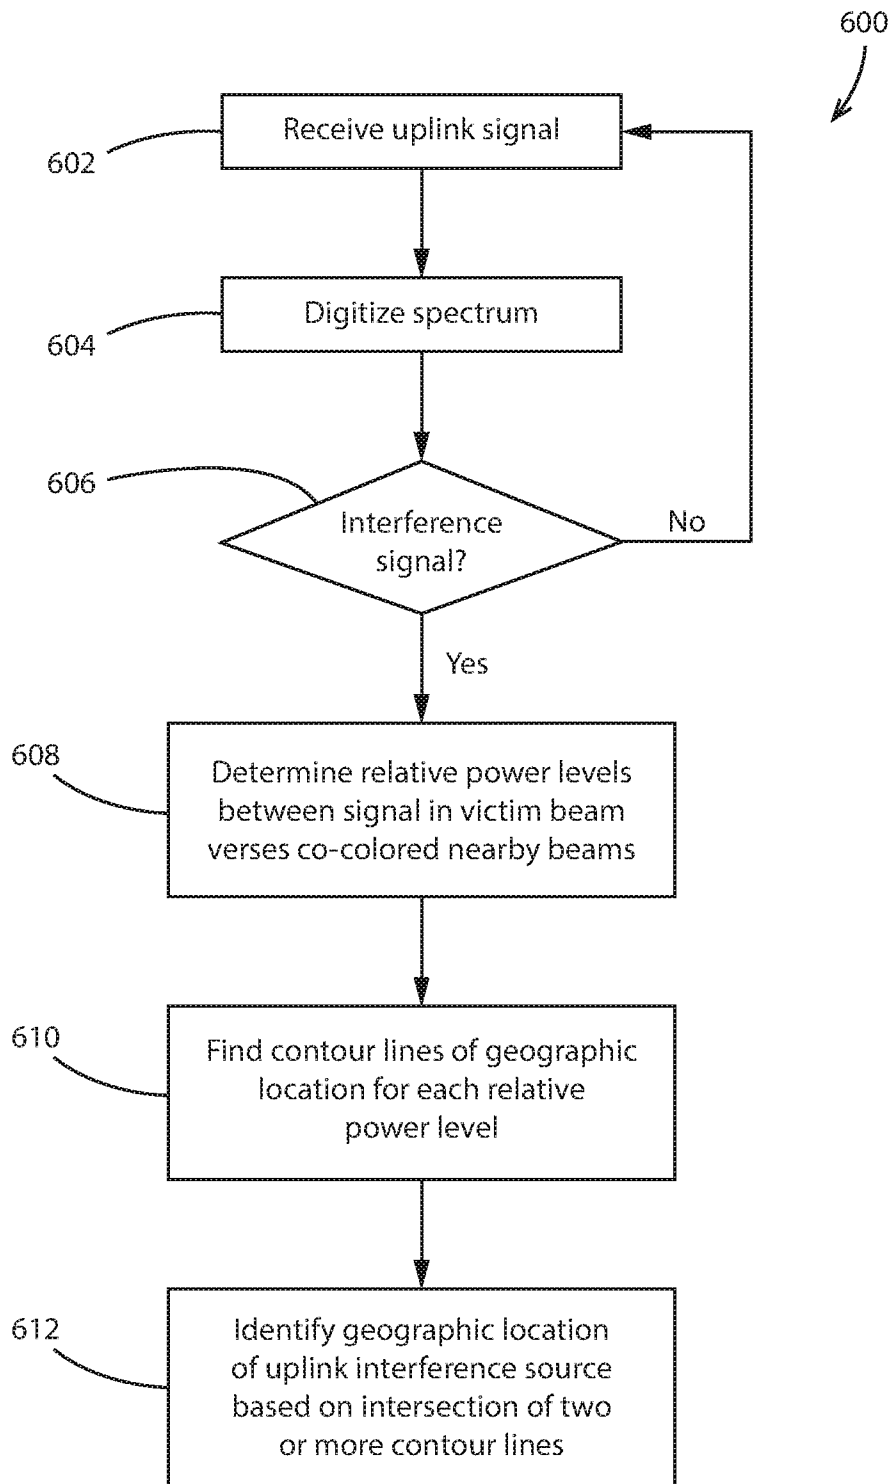 600
Receive uplink signal
602
Digitize spectrum
604
606
Interference
signal?
No
Yes
608
Determine relative power levels
between signal in victim beam
verses co-colored nearby beams
610
Find contour lines of geographic
location for each relative
power level
612
Identify geographic location
of uplink interference source
based on intersection of two
or more contour lines